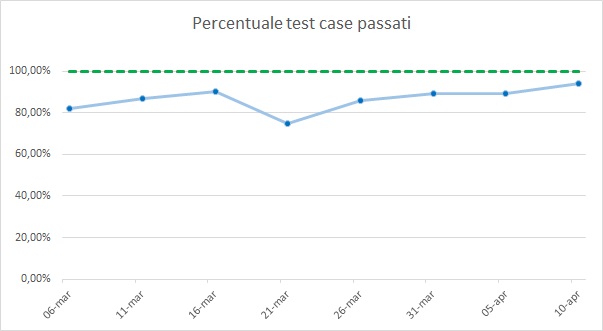 Percentuale test case passati
100,00%
80,00%
60,00%
40,00%
20,00%
0,00%
06-mar
11-mar
16-mar
21-mar
26-mar
31-mar
05-apr
10-apr